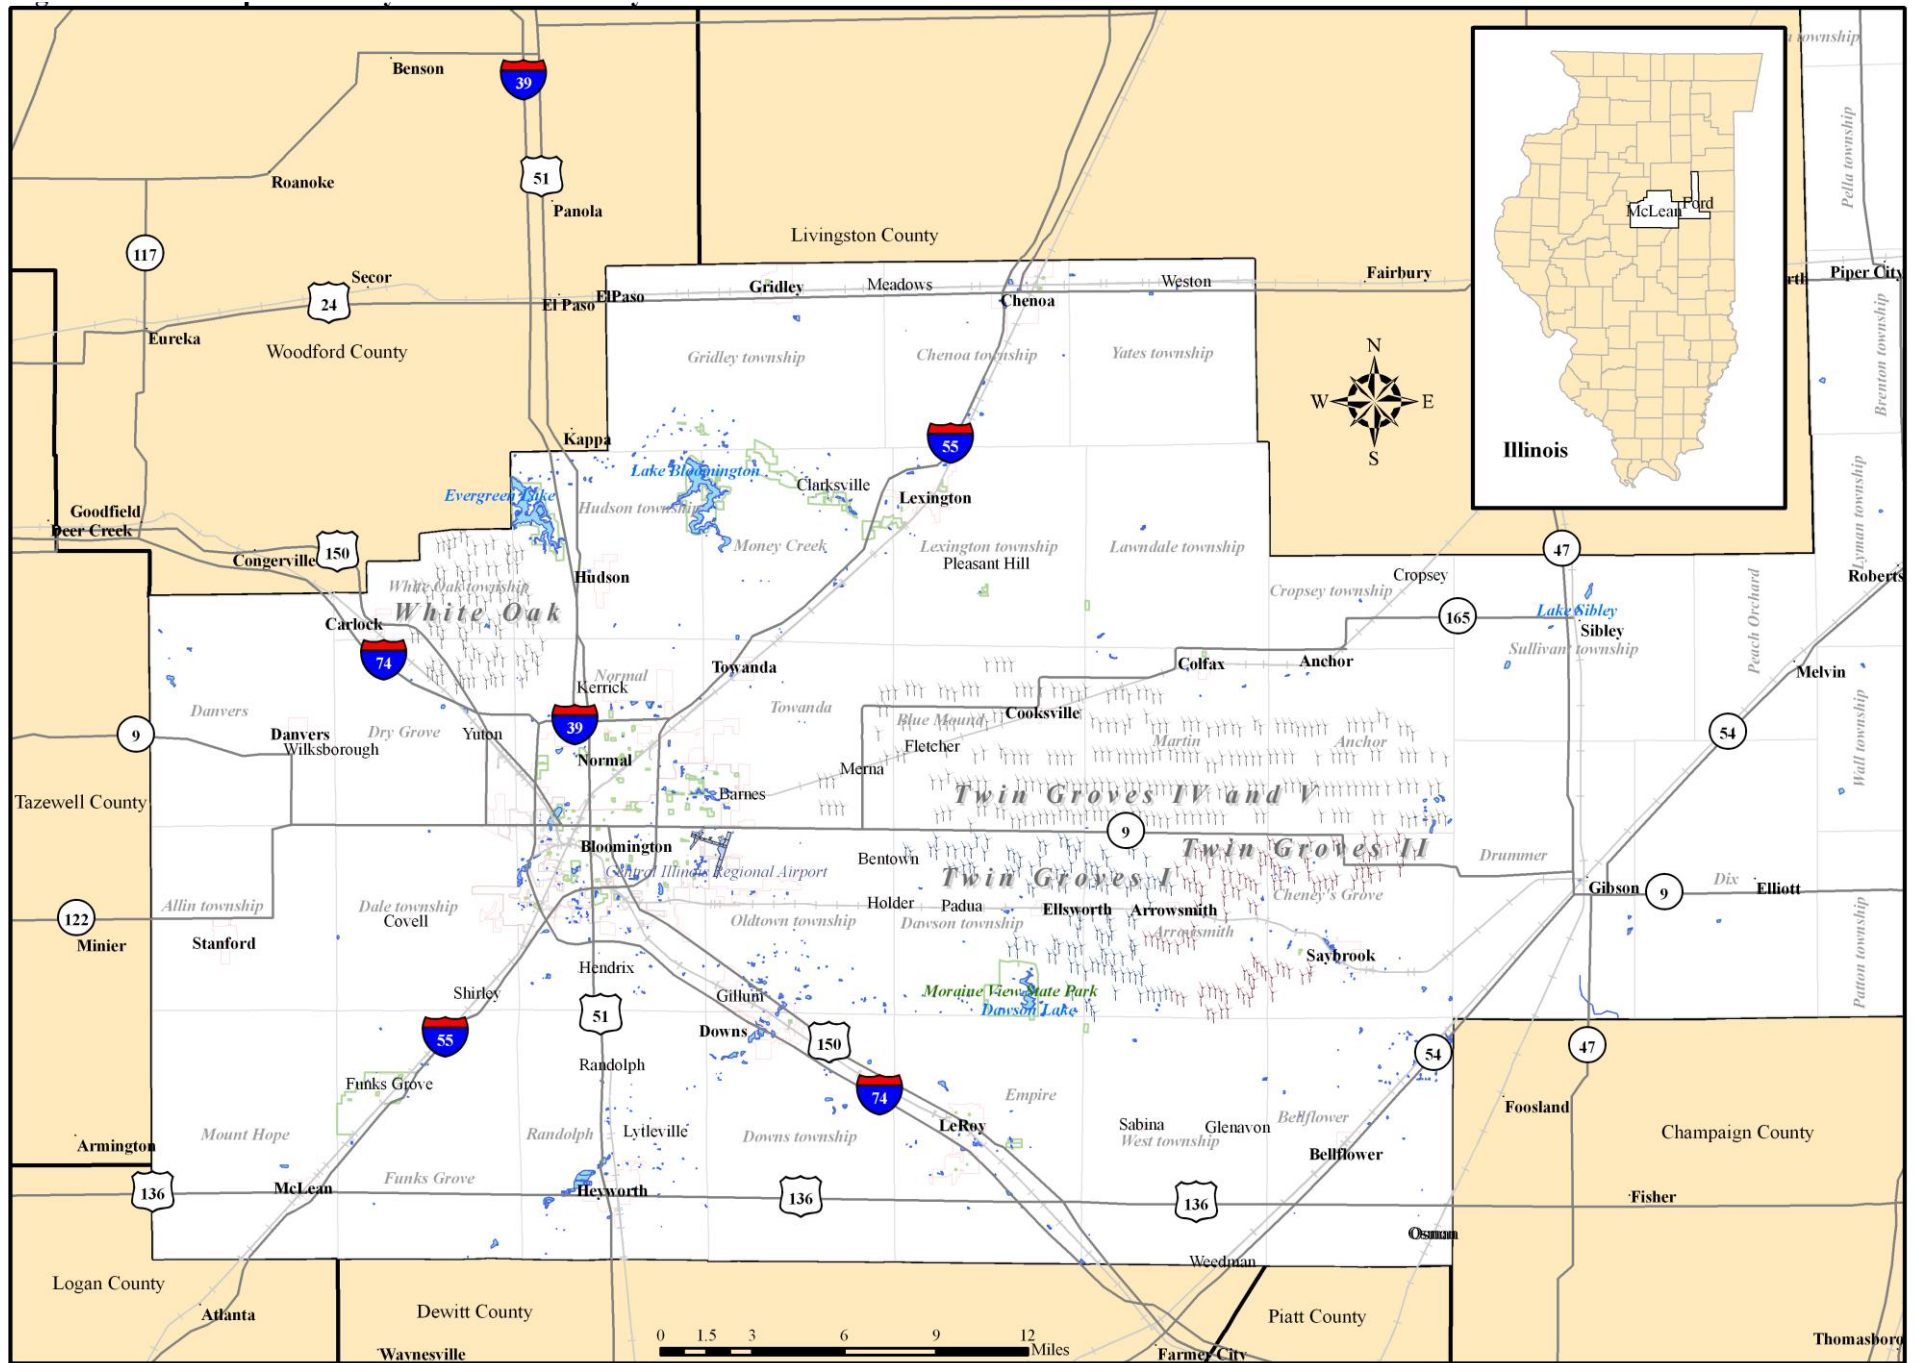 Benson
39
Roanoke
51
Panola
117
Livingston County
Secor
24
El Paso
ElPaso
Gridley
Meadows
Chenoa
Weston
Fairbury
Piper City
Eureka
Woodford County
Gridley township
Chenoa township
Yates township
N
W
E
S
Illinois
McLean
Ford
Pella township
Brenton township
Kappa
55
Lake Bloomington
Evergreen Lake
Clarksville
Lexington
Hudson township
Goodfield
Deer Creek
150
Congerville
Money Creek
Lexington township
Pleasant Hill
Lawndale township
47
Lyman township
Roberts
White Oak township
Hudson
White Oak
Cropsey
Cropsey township
165
Lake Sibley
Sibley
Sullivant township
Peach Orchard
Carlock
74
Normal
Kerrick
Towanda
Colfax
Anchor
Melvin
Danvers
9
Danvers
Wilksborough
Dry Grove
Yuton
39
Normal
Towanda
Blue Mound
Cooksville
Fletcher
Martin
Anchor
54
Wall township
Merna
Tazewell County
Barnes
Twin Groves IV and V
9
Bloomington
Bentown
Twin Groves II
Drummer
Central Illinois Regional Airport
Twin Groves I
Gibson
9
Dix
Elliott
122
Minier
Allin township
Stanford
Dale township
Covell
Oldtown township
Holder
Padua
Dawson township
Ellsworth
Arrowsmith
Arrowsmith
Cheney's Grove
Saybrook
Patton township
Hendrix
Shirley
Gillum
Moraine View State Park
Dawson Lake
51
55
Downs
150
54
47
Randolph
Funks Grove
74
Empire
Foosland
Armington
Mount Hope
Randolph
Lytleville
Downs township
LeRoy
Sabina
West township
Glenavon
Bellflower
Bellflower
Champaign County
136
McLean
Funks Grove
Heyworth
136
136
Fisher
Osman
Weedman
Logan County
Atlanta
Dewitt County
Waynesville
Piatt County
Farmer City
Thomasboro
0 1.5 3 6 9 12
Miles